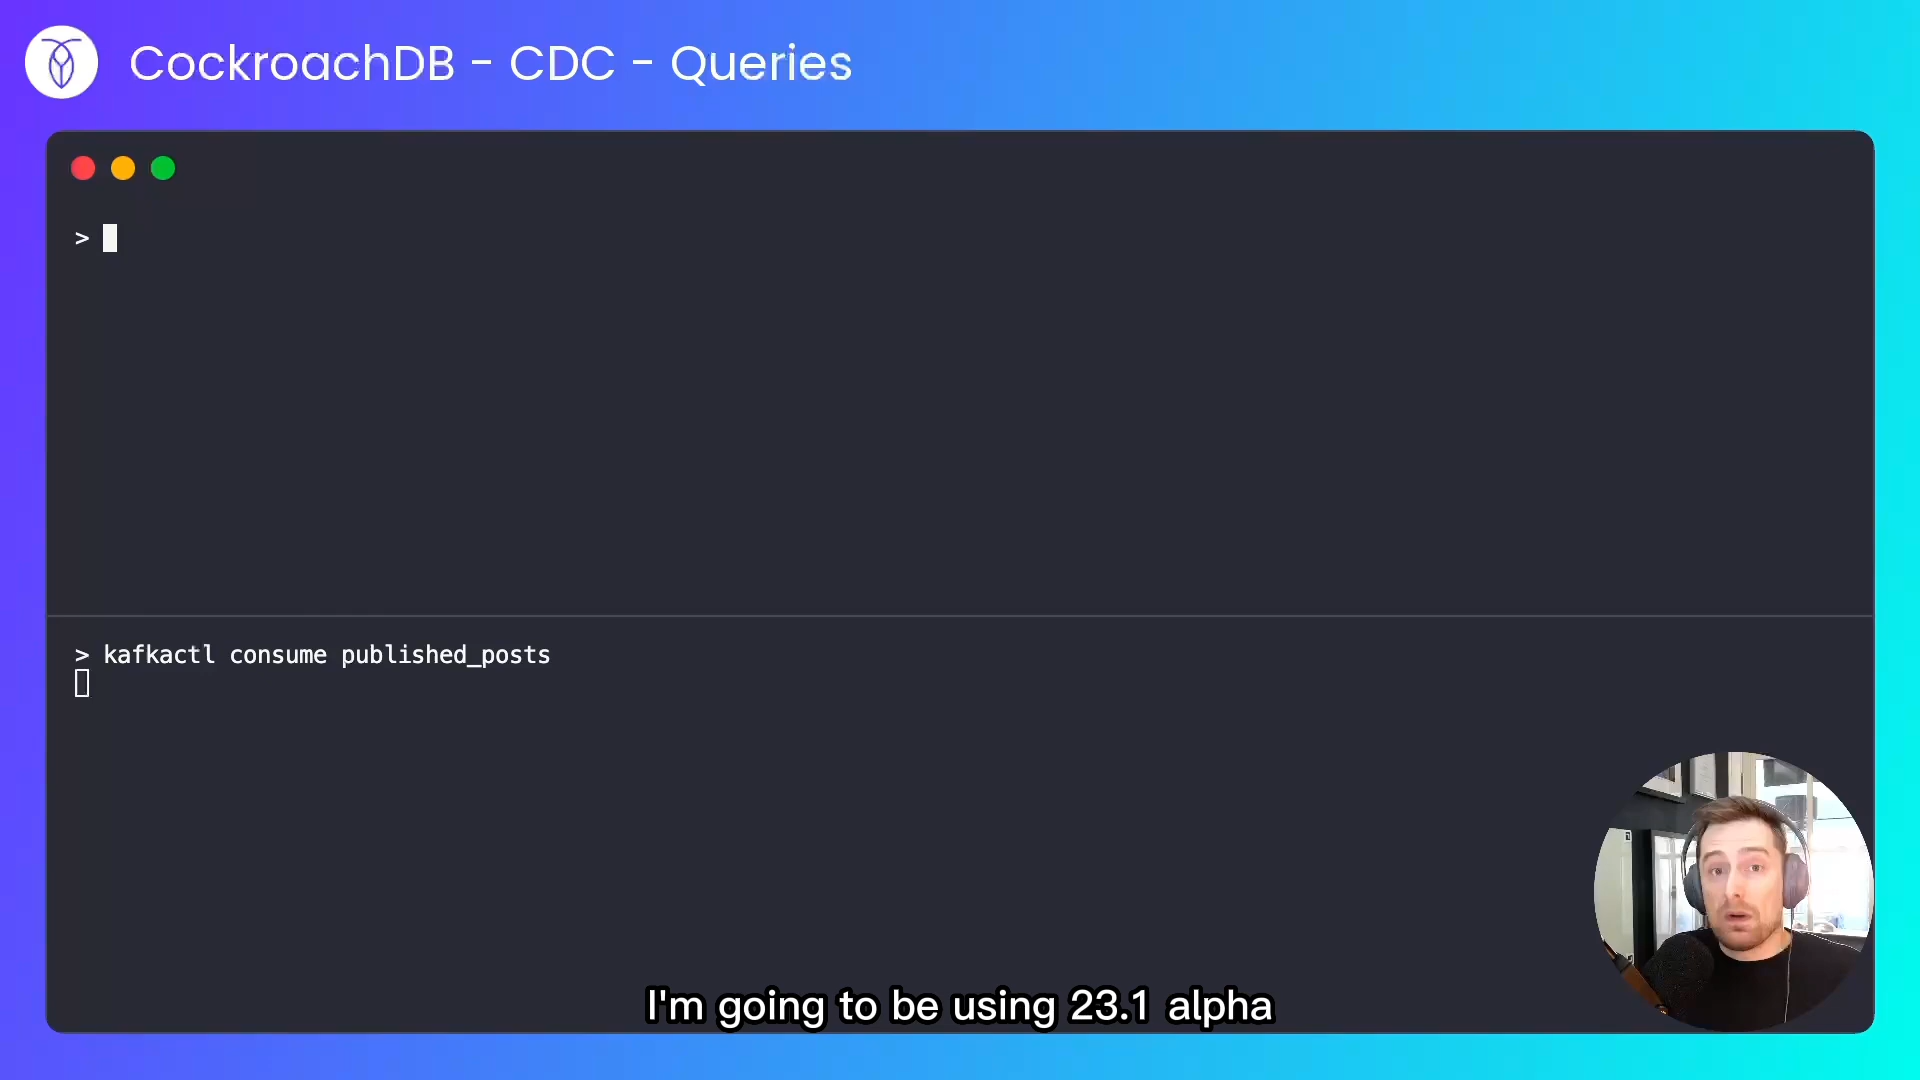 CockroachDB - CDC - Queries
>
> kafkactl consume published_posts
I'm going to be using 23.1 alpha